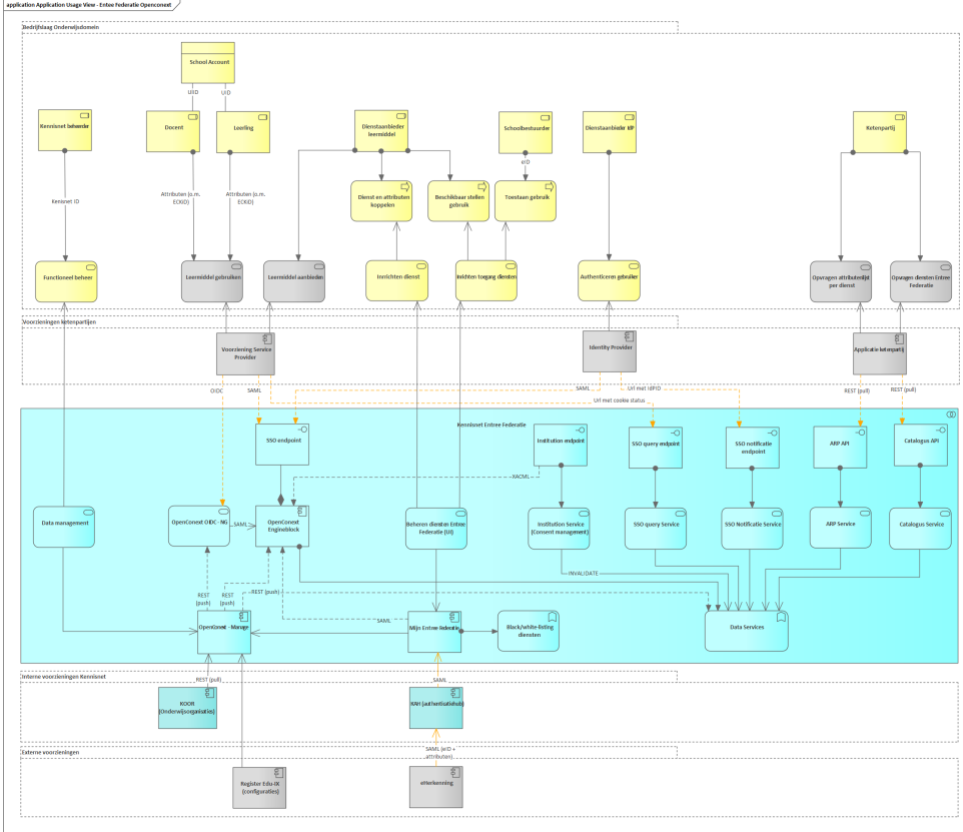 application Application Usage View - Entee Federatie Openconext
Bedrijfslaag Onderwijsdomein
School Account
UID
UID
Kennisnet beheerder
Docent
Leerling
Dienstaanbieder
leermiddel
Schoolbestuurder
Dienstaanbieder IdP
Ketenpartij
Kennisnet ID
Attributen (o.m.
ECKID)
Attributen (o.m.
ECKID)
eID
Dienst en attributen
koppelen
Beschikbaar stellen
gebruik
Toestaan gebruik
Functioneel beheer
Leermiddel gebruiken
Leermiddel aanbieden
Inrichten dienst
Inrichten toegang diensten
Authenticeren gebruiker
Opvragen attributenlijst
per dienst
Opvragen diensten Entree
Federatie
Voorzieningen ketenpartijen
Voorziening Service
Provider
Identity Provider
Applicatie ketenpartij
OIDC
SAML
SAML
Url met IdPID
REST (pull)
REST (pull)
Url met cookie status
Kennisnet Entree Federatie
SSO endpoint
Institution endpoint
SSO query endpoint
SSO notificatie
endpoint
ARP API
Catalogus API
XACML
Data management
OpenConext OIDC - NG
SAML
OpenConext
Engineblock
Beheren diensten Entree
Federatie (UI)
Institution Service
(Consent management)
SSO query Service
SSO Notificatie Service
ARP Service
Catalogus Service
INVALIDATE
REST
(push)
REST
(push)
REST (push)
SAML
OpenConext - Manage
Mijn Entree Federatie
Black/white-listing
diensten
Data Services
Interne voorzieningen Kennisnet
REST (pull)
SAML
KOOR
(Onderwijsorganisaties)
KAH (authenticatiehub)
Externe voorzieningen
SAML (eID +
attributen)
Register Edu-iX
(configuraties)
eHerkenning